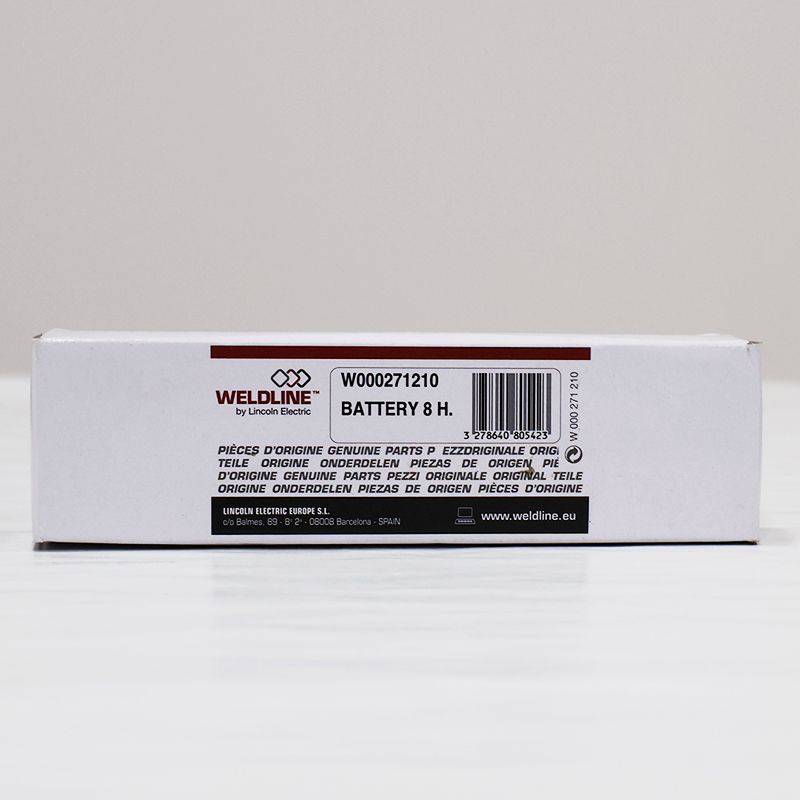 WELDLINE™
by Lincoln Electric
W000271210
BATTERY 8 H.
3 278640 805423
W 000 271 210
PIÈCES D'ORIGINE GENUINE PARTS P EZZDRIGINALE ORIG
TEILE ORIGINE ONDERDELEN PIEZAS DE ORIGEN PIÈ
D'ORIGINE GENUINE PARTS PEZZI ORIGINALE ORIGINAL TEILE
ORIGINE ONDERDELEN PIEZAS DE ORIGEN PIÈCES D'ORIGINE
LINCOLN ELECTRIC EUROPE S.L.
c/o Balmes, 89 - 8º 2ª - 08008 Barcelona - SPAIN
www.weldline.eu